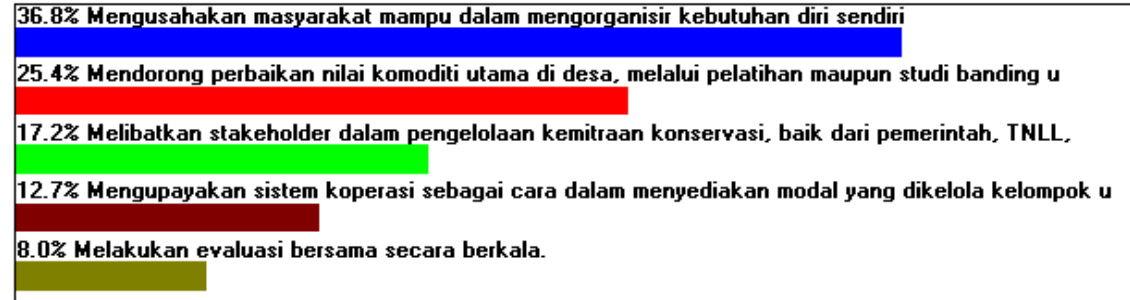 36.8% Mengusahakan masyarakat mampu dalam mengorganisir kebutuhan diri sendiri
25.4% Mendorong perbaikan nilai komoditi utama di desa, melalui pelatihan maupun studi banding u
17.2% Melibatkan stakeholder dalam pengelolaan kemitraan konservasi, baik dari pemerintah, TNLL,
12.7% Mengupayakan sistem koperasi sebagai cara dalam menyediakan modal yang dikelola kelompok u
8.0% Melakukan evaluasi bersama secara berkala.